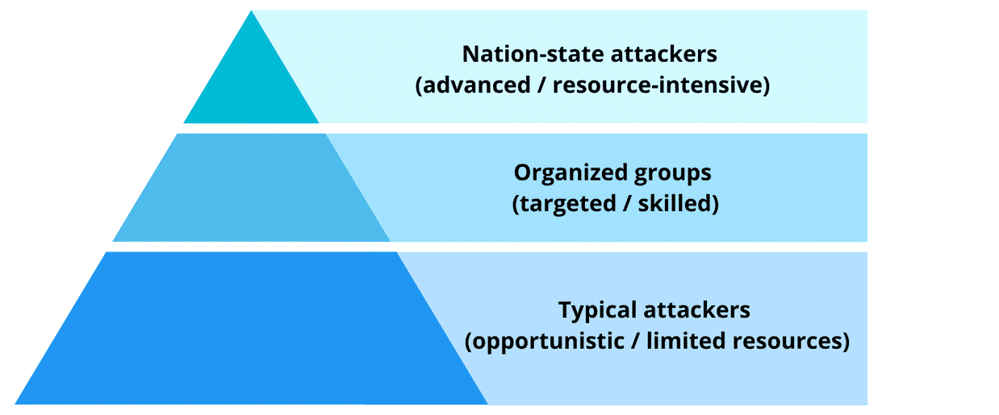 Nation-state attackers
(advanced / resource-intensive)
Organized groups
(targeted / skilled)
Typical attackers
(opportunistic / limited resources)